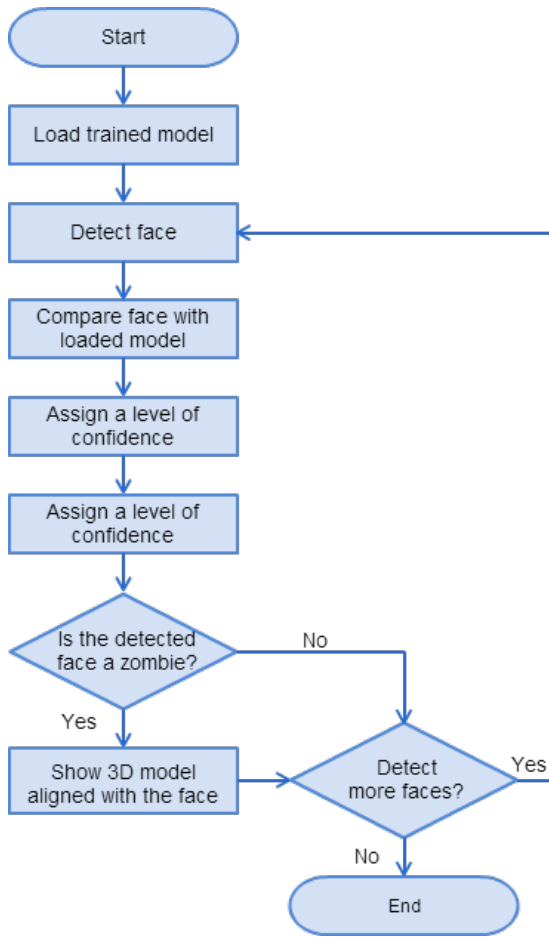 Start
Load trained model
Detect face
Compare face with
loaded model
Assign a level of
confidence
Assign a level of
confidence
Is the detected
face a zombie?
No
Yes
Show 3D model
aligned with the face
Detect
more faces?
Yes
No
End